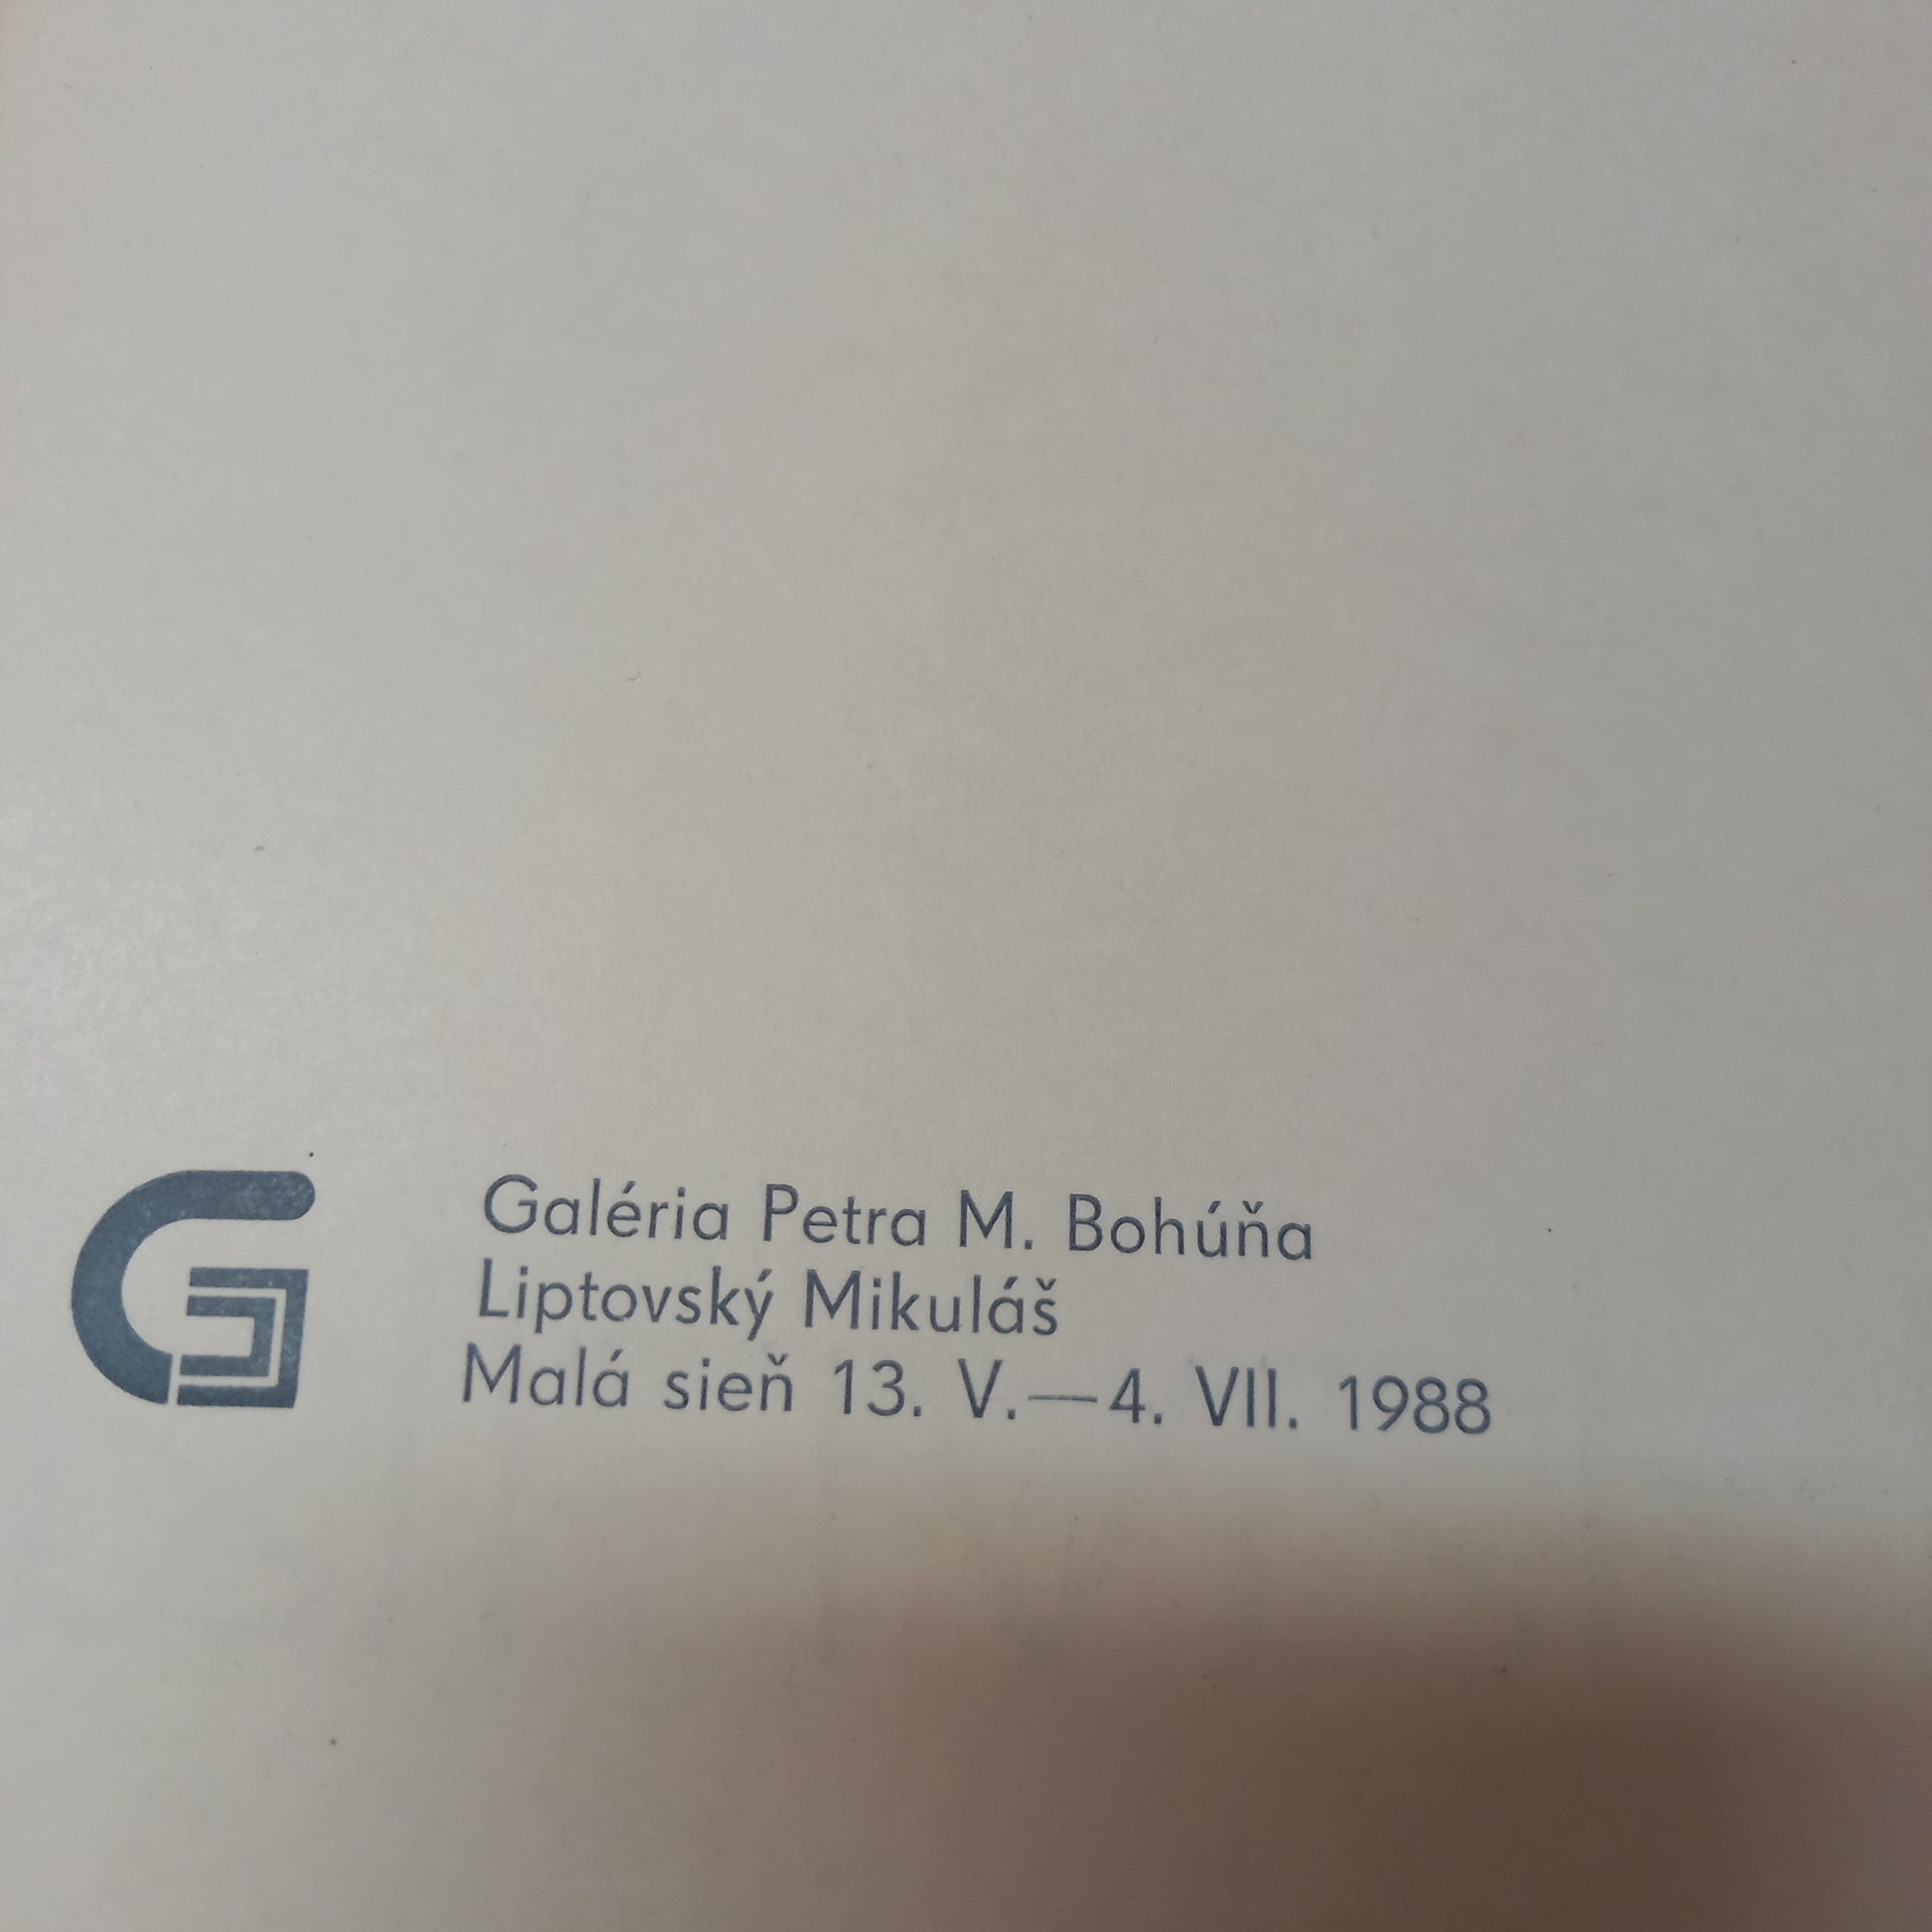 Galéria Petra M. Bohúňa
Liptovský Mikuláš
Malá sieň 13. V.—4. VII. 1988